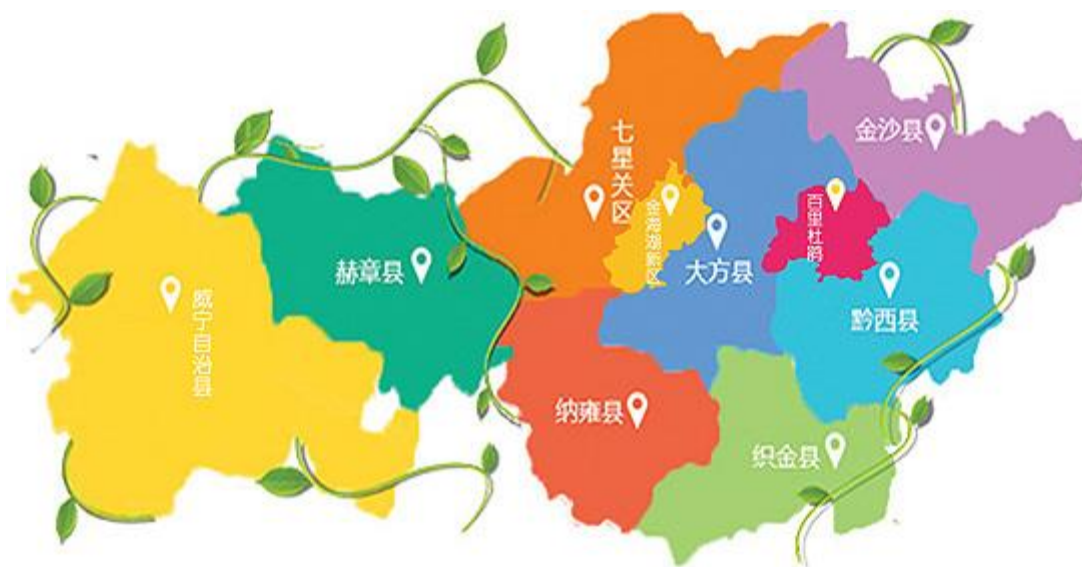 七星关区
金沙县
金海湖新区
百里杜鹃
赫章县
大方县
威宁自治县
黔西县
纳雍县
织金县